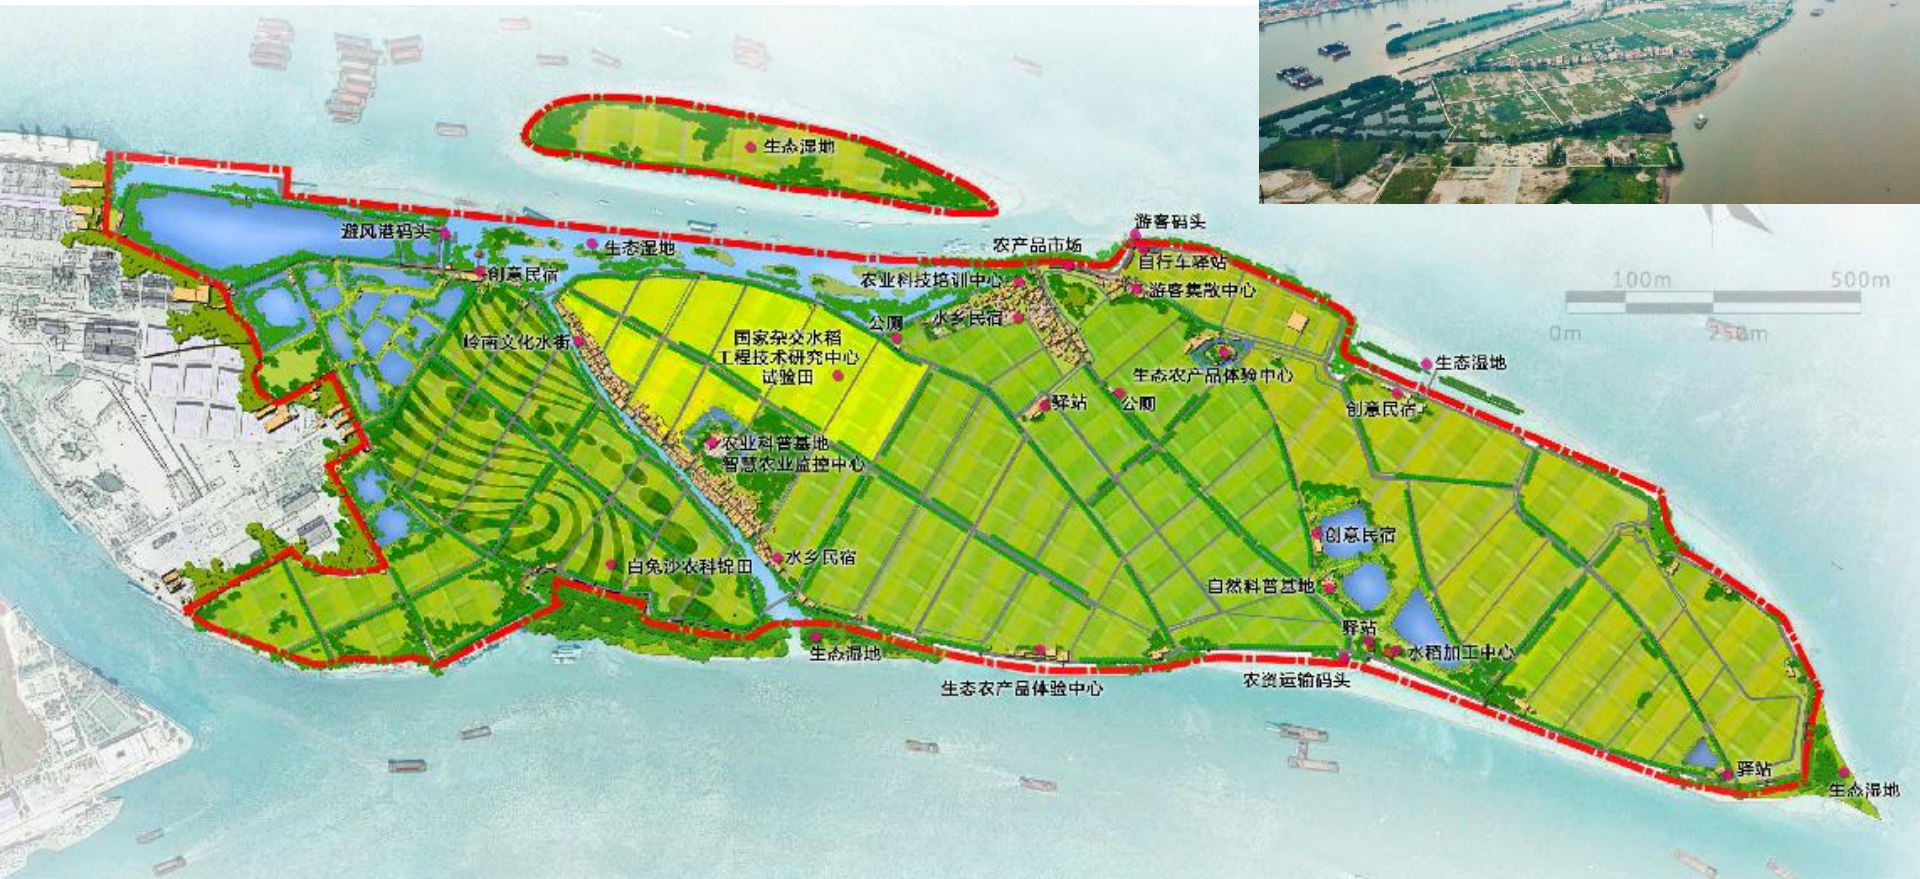 生态湿地
游客码头
避风港码头
生态湿地
农产品市场
自行车驿站
创意民宿
农业科技培训中心
游客集散中心
100m
500m
0m
250m
公厕
水乡民宿
岭南文化水街
国家杂交水稻
工程技术研究中心
试验田
生态湿地
生态农产品体验中心
驿站
公厕
创意民宿
农业科普基地
智慧农业监控中心
创意民宿
白兔沙农科锦田
水乡民宿
自然科普基地
驿站
生态湿地
水稻加工中心
生态农产品体验中心
农资运输码头
驿站
生态湿地